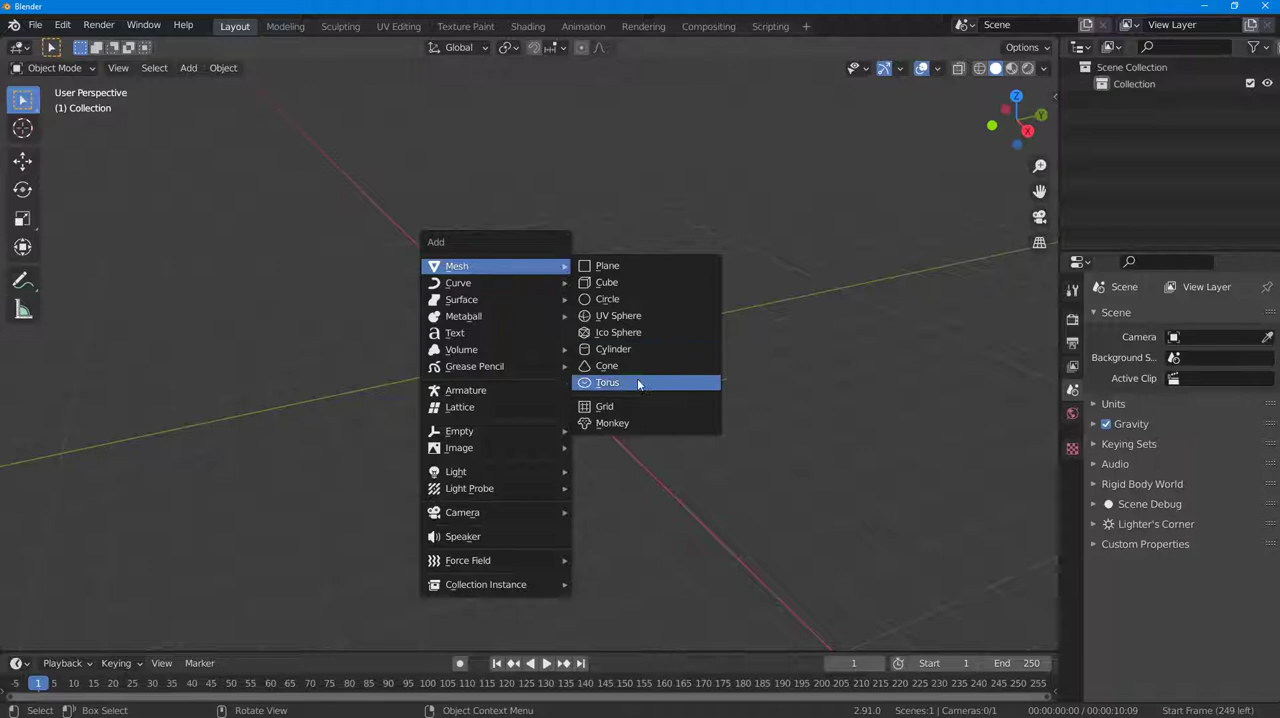 Blender
File Edit Render Window Help Layout Modeling Sculpting UV Editing Texture Paint Shading Animation Rendering Compositing Scripting + Scene View Layer
Global Options
Object Mode View Select Add Object
User Perspective
(1) Collection
Z
Y
X
Scene Collection
Collection
Add
Mesh
Curve
Surface
Metaball
Text
Volume
Grease Pencil
Armature
Lattice
Empty
Image
Light
Light Probe
Camera
Speaker
Force Field
Collection Instance
Plane
Cube
Circle
UV Sphere
Ico Sphere
Cylinder
Cone
Torus
Grid
Monkey
Scene View Layer
Scene
Camera
Background S...
Active Clip
Units
Gravity
Keying Sets
Audio
Rigid Body World
Scene Debug
Lighter's Corner
Custom Properties
Playback Keying View Marker 1 Start 1 End 250
-5 1 5 10 15 20 25 30 35 40 45 50 55 60 65 70 75 80 85 90 95 100 105 110 115 120 125 130 135 140 145 150 155 160 165 170 175 180 185 190 195 200 205 210 215 220 225 230 235 240 245 250 255
Select Box Select Rotate View Object Context Menu 2.91.0 Scenes:1 | Cameras:0/1 00:00:00:00 / 00:00:10:09 Start Frame (249 left)